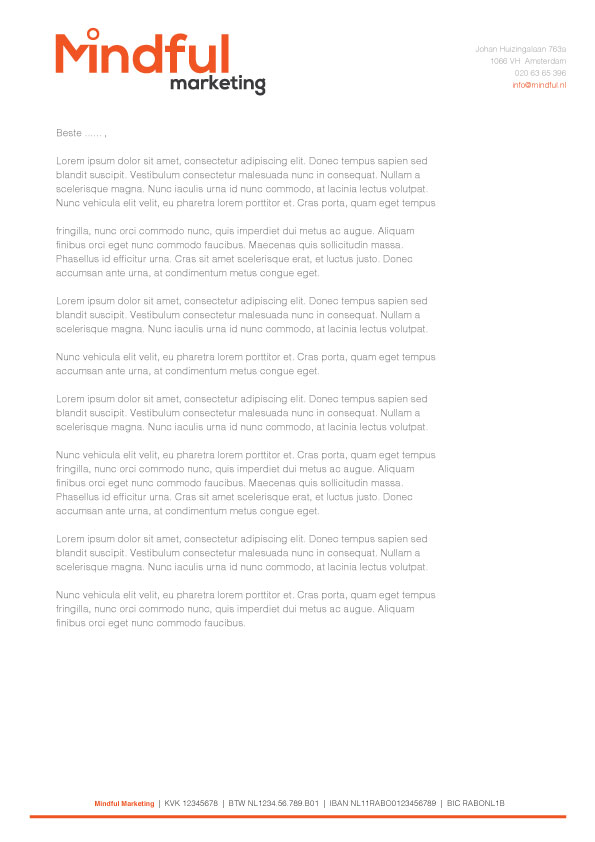 Mindful
marketing
Johan Huizingalaan 763a
1066 VH Amsterdam
020 63 65 396
info@mindful.nl
Beste ...... ,
Lorem ipsum dolor sit amet, consectetur adipiscing elit. Donec tempus sapien sed
blandit suscipit. Vestibulum consectetur malesuada nunc in consequat. Nullam a
scelerisque magna. Nunc iaculis urna id nunc commodo, at lacinia lectus volutpat.
Nunc vehicula elit velit, eu pharetra lorem porttitor et. Cras porta, quam eget tempus
fringilla, nunc orci commodo nunc, quis imperdiet dui metus ac augue. Aliquam
finibus orci eget nunc commodo faucibus. Maecenas quis sollicitudin massa.
Phasellus id efficitur urna. Cras sit amet scelerisque erat, et luctus justo. Donec
accumsan ante urna, at condimentum metus congue eget.
Lorem ipsum dolor sit amet, consectetur adipiscing elit. Donec tempus sapien sed
blandit suscipit. Vestibulum consectetur malesuada nunc in consequat. Nullam a
scelerisque magna. Nunc iaculis urna id nunc commodo, at lacinia lectus volutpat.
Nunc vehicula elit velit, eu pharetra lorem porttitor et. Cras porta, quam eget tempus
accumsan ante urna, at condimentum metus congue eget.
Lorem ipsum dolor sit amet, consectetur adipiscing elit. Donec tempus sapien sed
blandit suscipit. Vestibulum consectetur malesuada nunc in consequat. Nullam a
scelerisque magna. Nunc iaculis urna id nunc commodo, at lacinia lectus volutpat.
Nunc vehicula elit velit, eu pharetra lorem porttitor et. Cras porta, quam eget tempus
fringilla, nunc orci commodo nunc, quis imperdiet dui metus ac augue. Aliquam
finibus orci eget nunc commodo faucibus. Maecenas quis sollicitudin massa.
Phasellus id efficitur urna. Cras sit amet scelerisque erat, et luctus justo. Donec
accumsan ante urna, at condimentum metus congue eget.
Lorem ipsum dolor sit amet, consectetur adipiscing elit. Donec tempus sapien sed
blandit suscipit. Vestibulum consectetur malesuada nunc in consequat. Nullam a
scelerisque magna. Nunc iaculis urna id nunc commodo, at lacinia lectus volutpat.
Nunc vehicula elit velit, eu pharetra lorem porttitor et. Cras porta, quam eget tempus
fringilla, nunc orci commodo nunc, quis imperdiet dui metus ac augue. Aliquam
finibus orci eget nunc commodo faucibus.
Mindful Marketing | KVK 12345678 | BTW NL1234.56.789.B01 | IBAN NL11RABO0123456789 | BIC RABONL1B